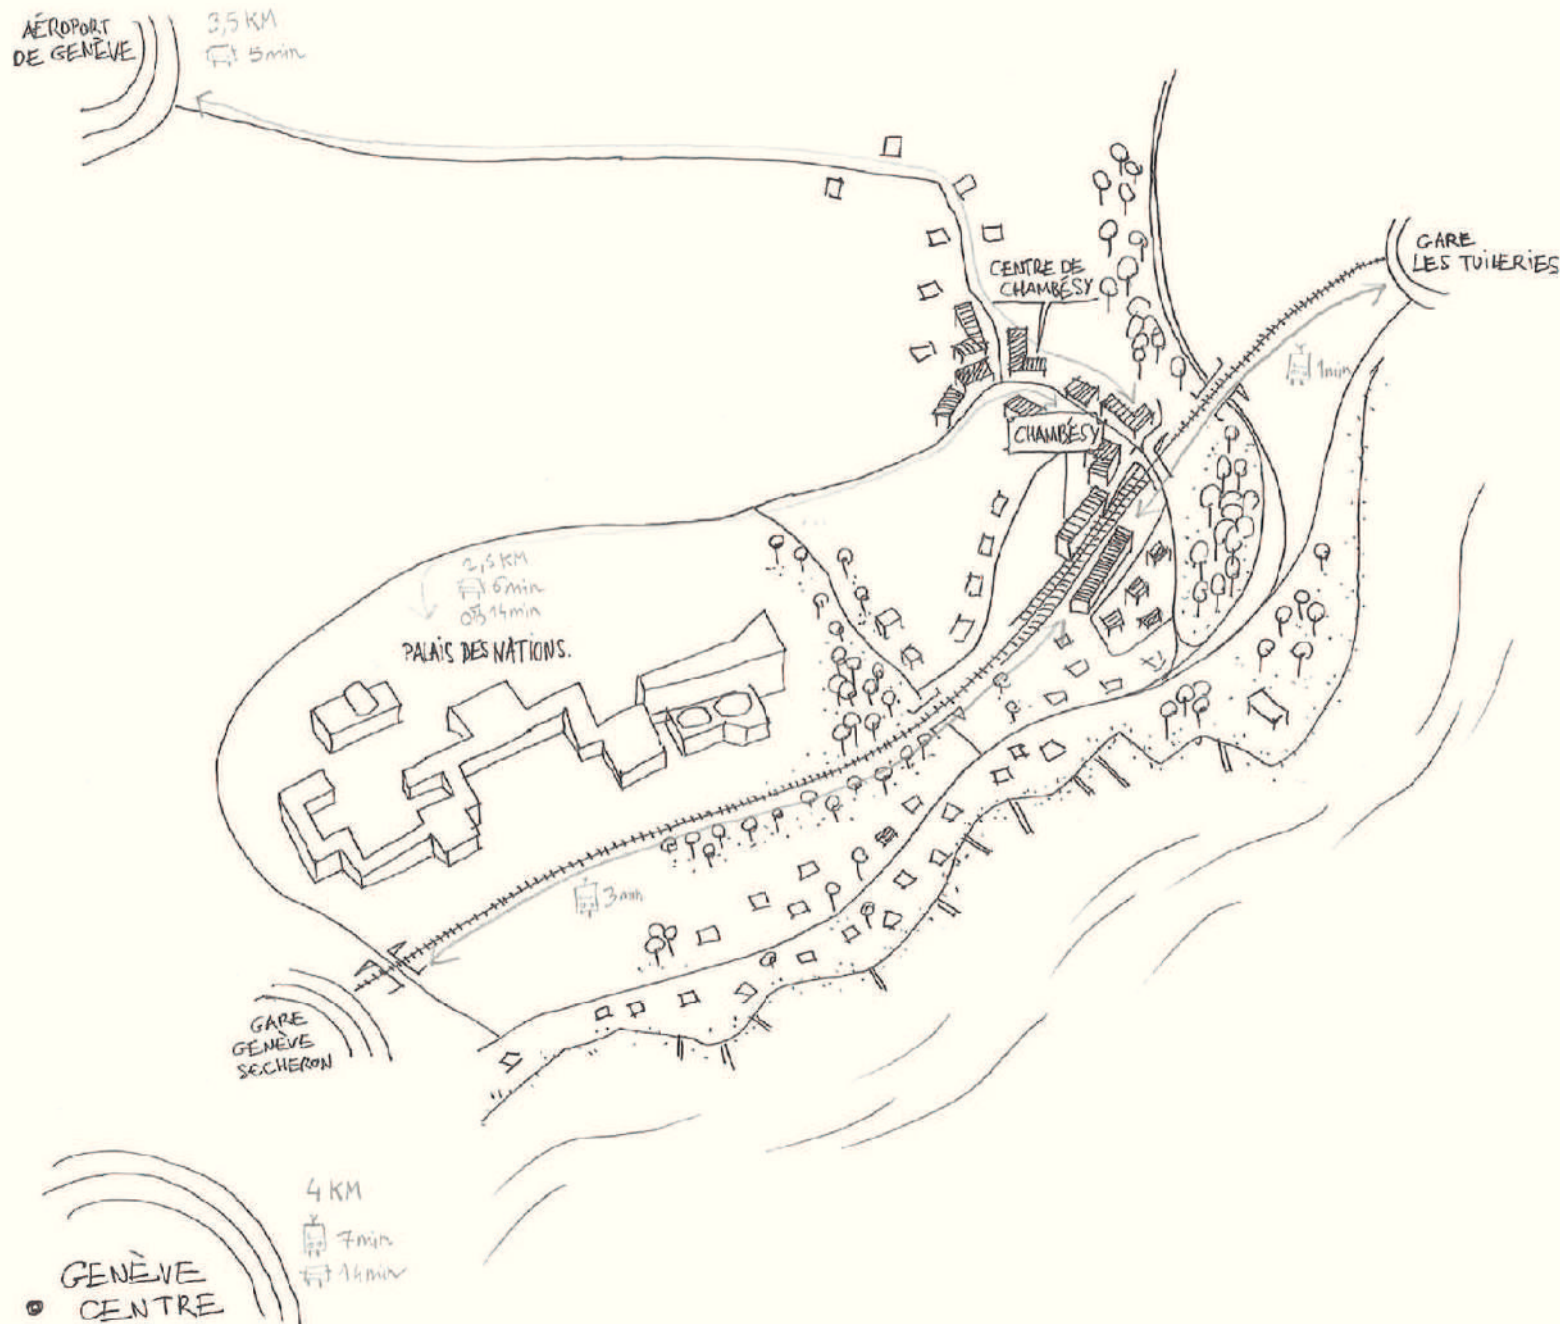 AÉROPORT
DE GENÈVE
3,5 KM
5min
GARE
LES TUILERIES
CENTRE DE
CHAMBÉSY
1min
CHAMBÉSY
2,5 KM
6min
14min
PALAIS DES NATIONS.
3min
GARE
GENÈVE
SECHERON
4 KM
7min
14min
GENÈVE
CENTRE